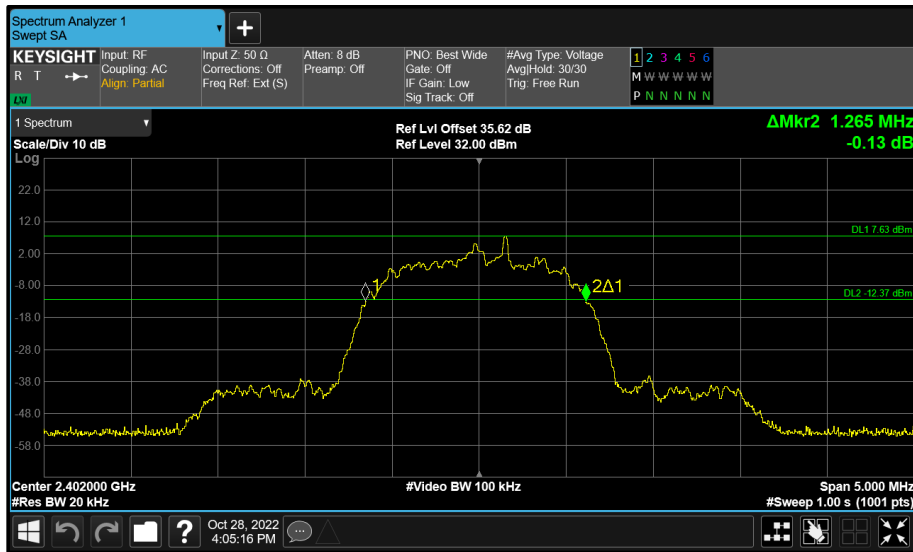 Spectrum Analyzer 1
Swept SA
+
KEYSIGHT
R T
LXI
Input: RF
Coupling: AC
Align: Partial
Input Z: 50 Ω
Corrections: Off
Freq Ref: Ext (S)
Atten: 8 dB
Preamp: Off
PNO: Best Wide
Gate: Off
IF Gain: Low
Sig Track: Off
#Avg Type: Voltage
Avg|Hold: 30/30
Trig: Free Run
1 2 3 4 5 6
M W W W W W
P N N N N N
1 Spectrum
Scale/Div 10 dB
Log
Ref Lvl Offset 35.62 dB
Ref Level 32.00 dBm
ΔMkr2 1.265 MHz
-0.13 dB
22.0
12.0
DL1 7.63 dBm
2.00
-8.00
1
2Δ1
DL2 -12.37 dBm
-18.0
-28.0
-38.0
-48.0
-58.0
Center 2.402000 GHz
#Video BW 100 kHz
Span 5.000 MHz
#Res BW 20 kHz
#Sweep 1.00 s (1001 pts)
?
Oct 28, 2022
4:05:16 PM